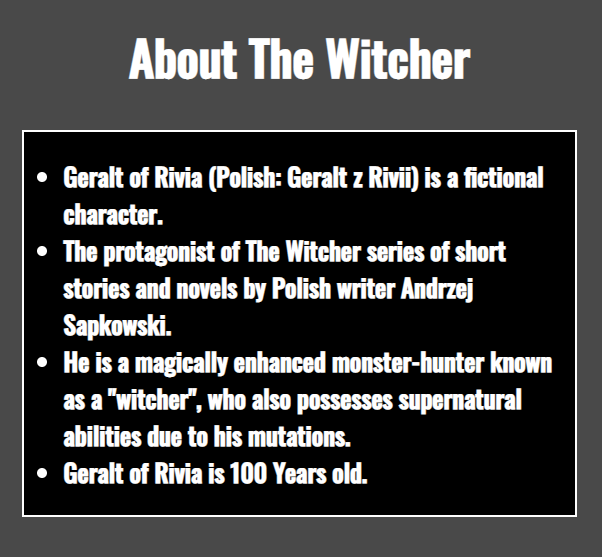 About The Witcher
• Geralt of Rivia (Polish: Geralt z Rivii) is a fictional
character.
• The protagonist of The Witcher series of short
stories and novels by Polish writer Andrzej
Sapkowski.
• He is a magically enhanced monster-hunter known
as a "witcher", who also possesses supernatural
abilities due to his mutations.
• Geralt of Rivia is 100 Years old.